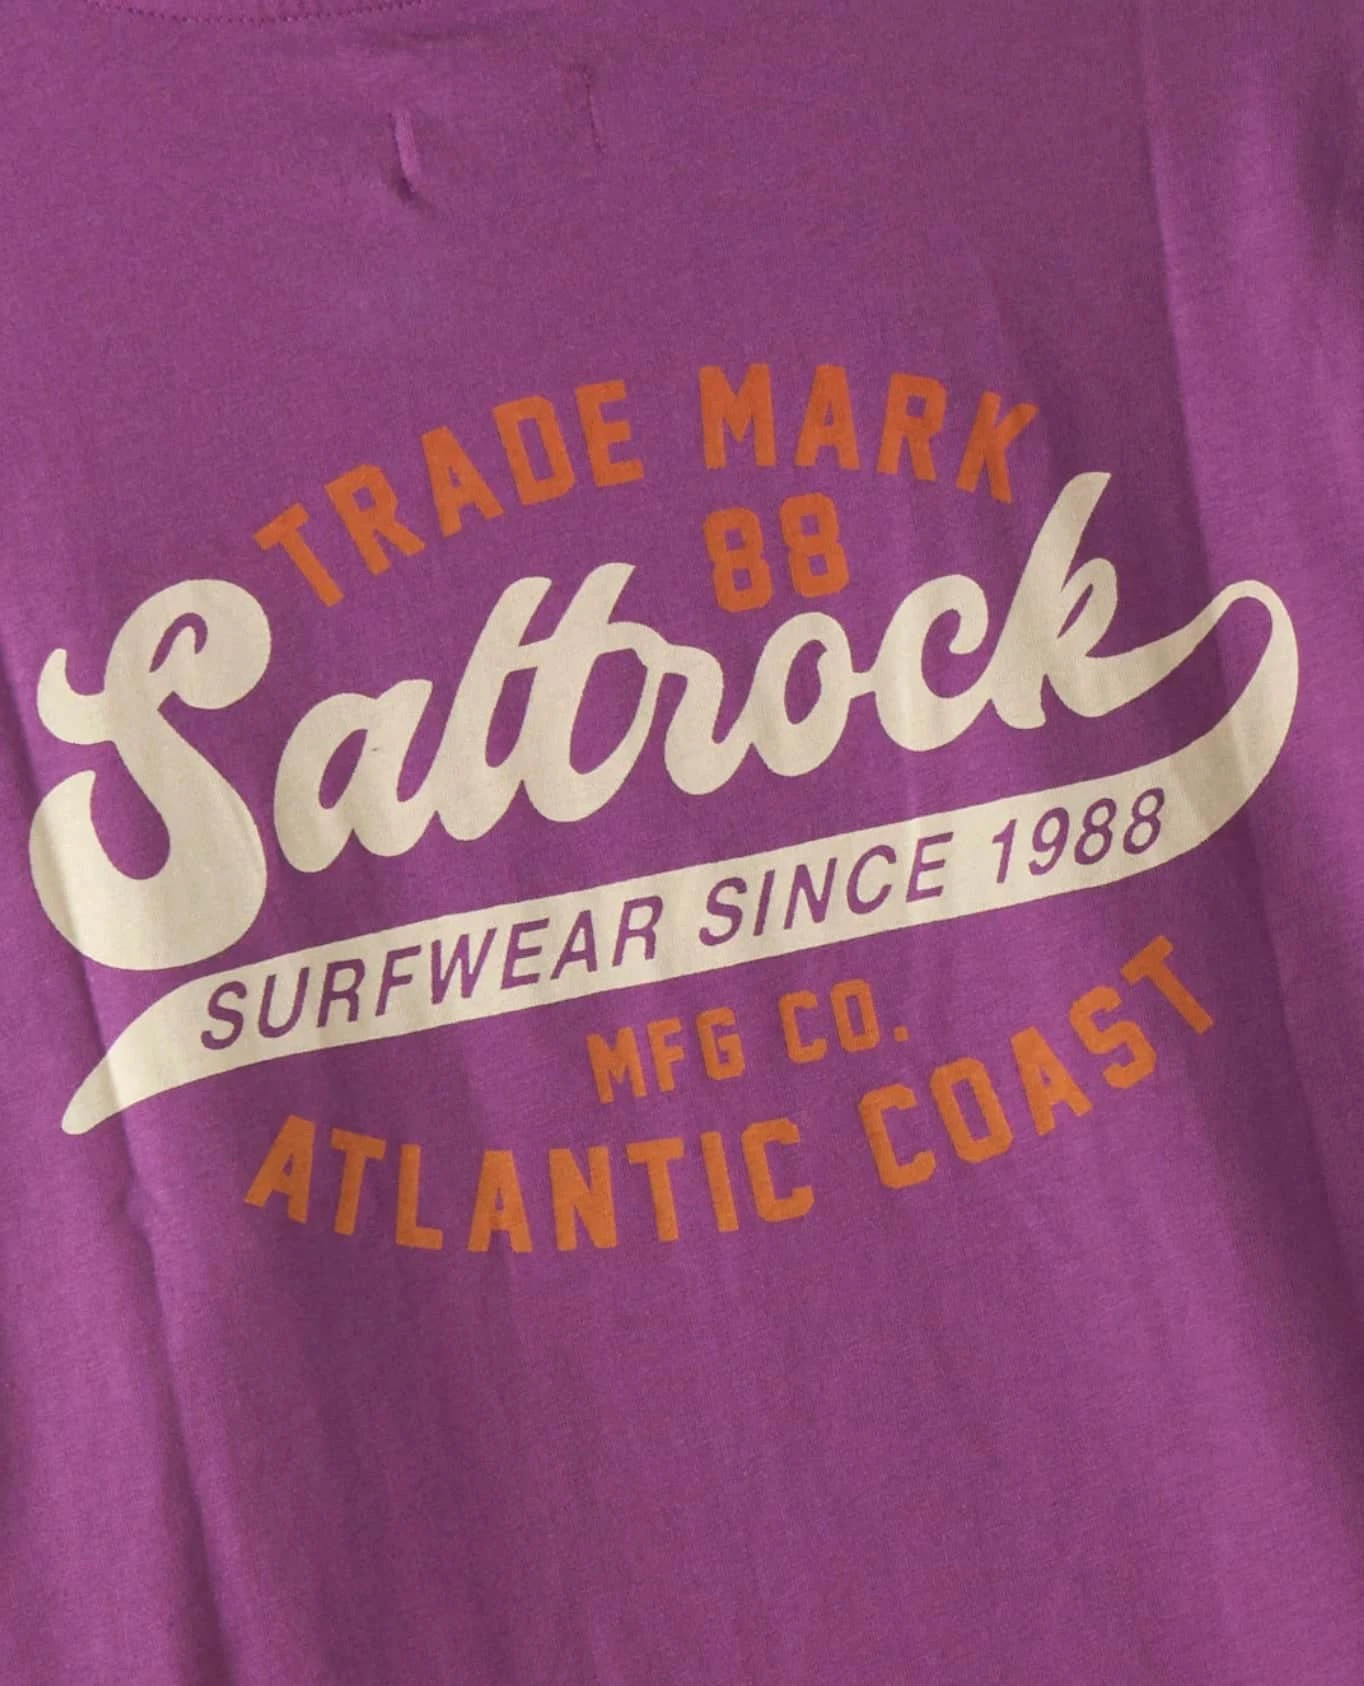 TRADE MARK
88
Saltrock
SURFWEAR SINCE 1988
MFG CO.
ATLANTIC COAST